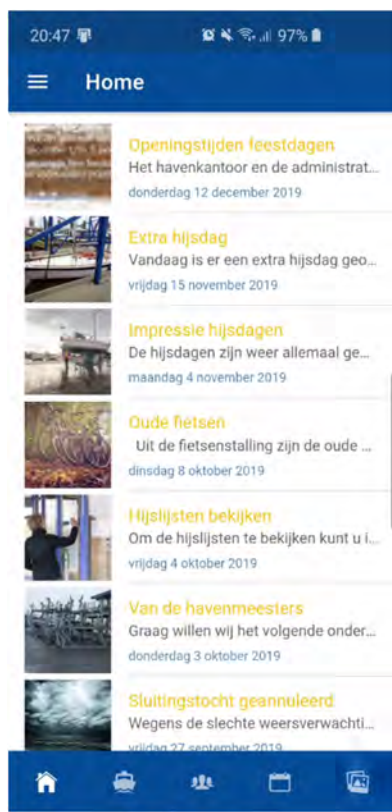 20:47 97%
Home
Openingstijden feestdagen
Het havenkantoor en de administrat...
donderdag 12 december 2019
Extra hijsdag
Vandaag is er een extra hijsdag geo...
vrijdag 15 november 2019
Impressie hijsdagen
De hijsdagen zijn weer allemaal ge...
maandag 4 november 2019
Oude fietsen
Uit de fietsenstalling zijn de oude ...
dinsdag 8 oktober 2019
Hijslijsten bekijken
Om de hijslijsten te bekijken kunt u i...
vrijdag 4 oktober 2019
Van de havenmeesters
Graag willen wij het volgende onder...
donderdag 3 oktober 2019
Sluitingstocht geannuleerd
Wegens de slechte weersverwachti...
vrijdag 27 september 2019